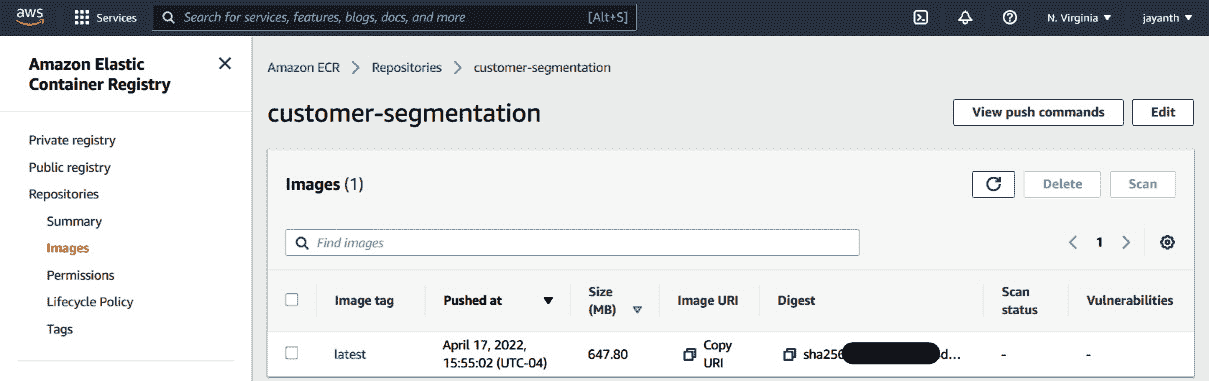 aws
Services
Search for services, features, blogs, docs, and more
[Alt+S]
N. Virginia
jayanth
Amazon Elastic
Container Registry
Private registry
Public registry
Repositories
Summary
Images
Permissions
Lifecycle Policy
Tags
Amazon ECR
Repositories
customer-segmentation
customer-segmentation
View push commands
Edit
Images (1)
Delete
Scan
Find images
1
Image tag
Pushed at
Size
(MB)
Image URI
Digest
Scan
status
Vulnerabilities
latest
April 17, 2022,
15:55:02 (UTC-04)
647.80
Copy
URI
sha256 d...
-
-